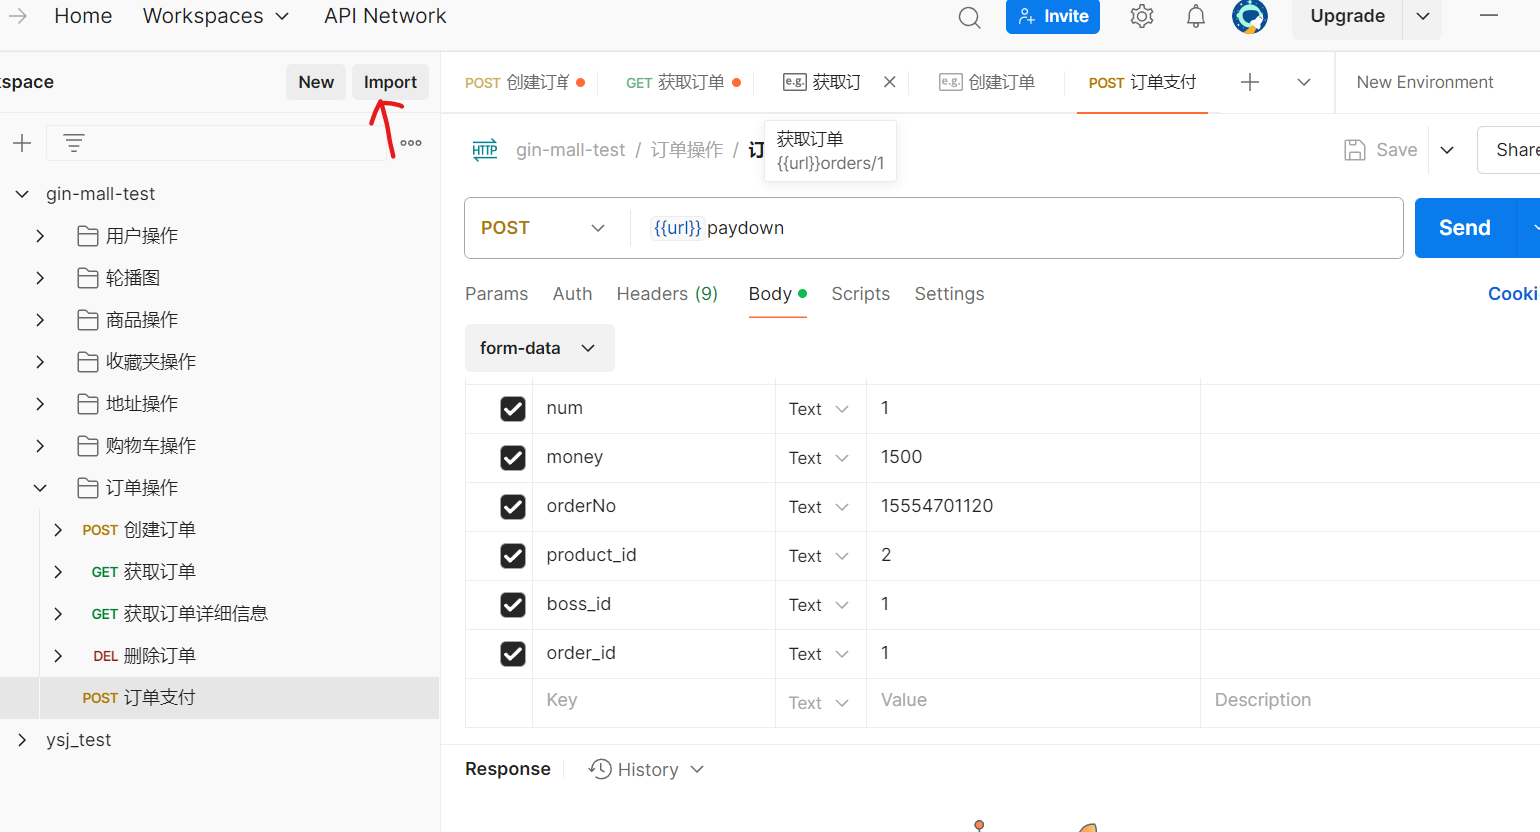 Home Workspaces API Network Invite Upgrade
kspace New Import POST 创建订单 GET 获取订单 e.g. 获取订 e.g. 创建订单 POST 订单支付 New Environment
HTTP gin-mall-test / 订单操作 / 订 Save Share
获取订单
{{url}}orders/1
gin-mall-test
用户操作
轮播图
商品操作
收藏夹操作
地址操作
购物车操作
订单操作
POST 创建订单
GET 获取订单
GET 获取订单详细信息
DEL 删除订单
POST 订单支付
ysj_test
POST {{url}} paydown Send
Params Auth Headers (9) Body Scripts Settings Cooki
form-data
num Text 1
money Text 1500
orderNo Text 15554701120
product_id Text 2
boss_id Text 1
order_id Text 1
Key Text Value Description
Response History